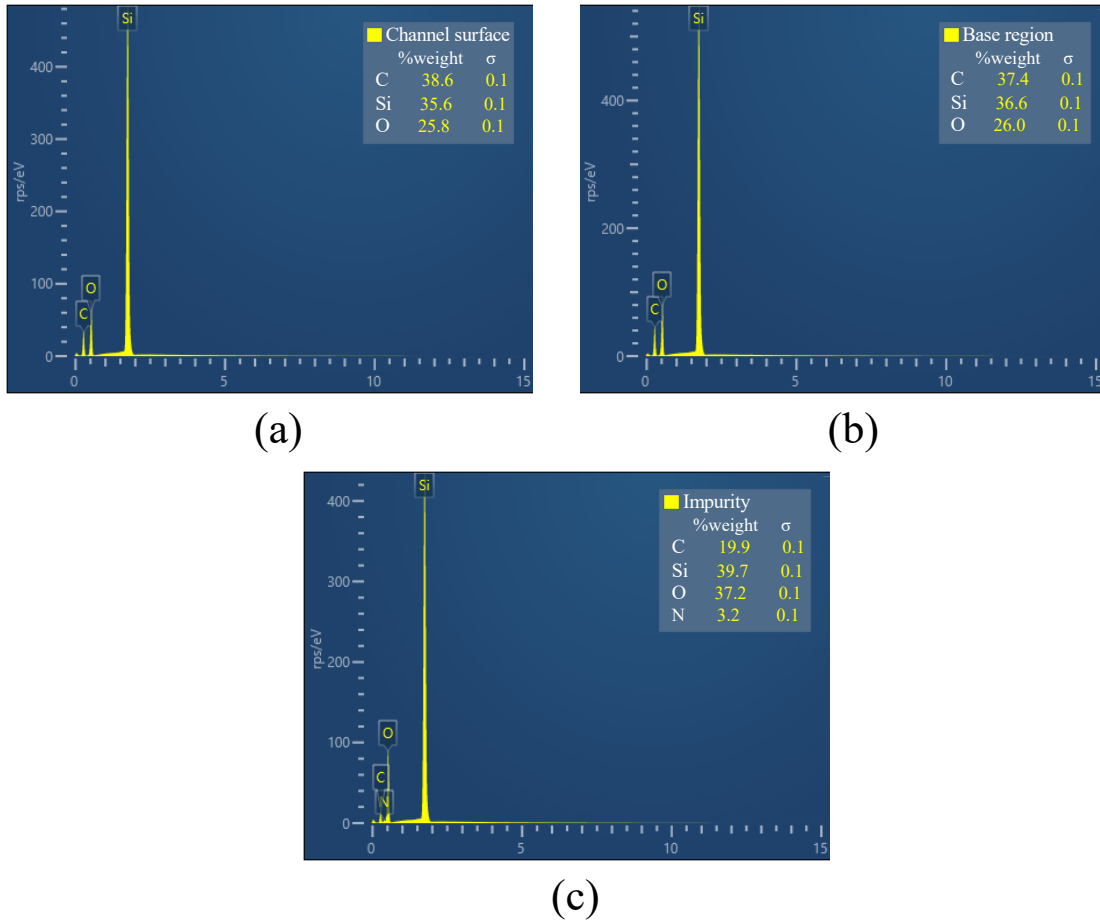 Si
Channel surface
%weight σ
C 38.6 0.1
Si 35.6 0.1
O 25.8 0.1
400
300
200
100
0
rps/eV
O
C
0 5 10 15
(a)
Si
Base region
%weight σ
C 37.4 0.1
Si 36.6 0.1
O 26.0 0.1
400
200
0
rps/eV
O
C
0 5 10 15
(b)
Si
Impurity
%weight σ
C 19.9 0.1
Si 39.7 0.1
O 37.2 0.1
N 3.2 0.1
400
300
200
100
0
rps/eV
O
C
N
0 5 10 15
(c)